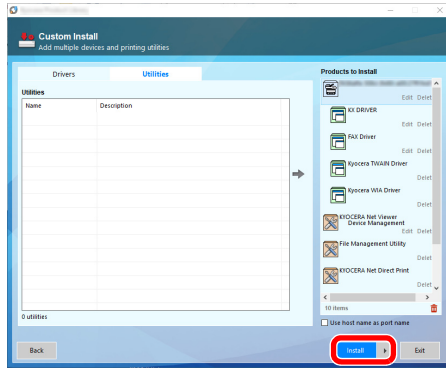 Custom Install
Add multiple devices and printing utilities
Drivers
Utilities
Utilities
Name
Description
0 utilities
Products to Install
Edit Delet
KX DRIVER
Edit Delet
FAX Driver
Edit Delet
Kyocera TWAIN Driver
Delet
Kyocera WIA Driver
Delet
KYOCERA Net Viewer
Device Management
Edit Delet
File Management Utility
Delet
KYOCERA Net Direct Print
Delet
10 items
Use host name as port name
Back
Install
Exit